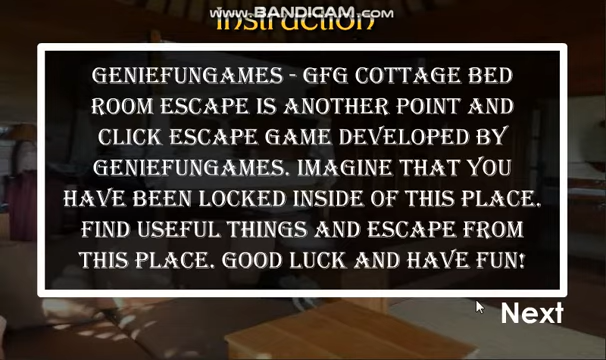 www.BANDICAM.com
instruction
GENIEFUNGAMES - GFG COTTAGE BED
ROOM ESCAPE IS ANOTHER POINT AND
CLICK ESCAPE GAME DEVELOPED BY
GENIEFUNGAMES. IMAGINE THAT YOU
HAVE BEEN LOCKED INSIDE OF THIS PLACE.
FIND USEFUL THINGS AND ESCAPE FROM
THIS PLACE. GOOD LUCK AND HAVE FUN!
Next